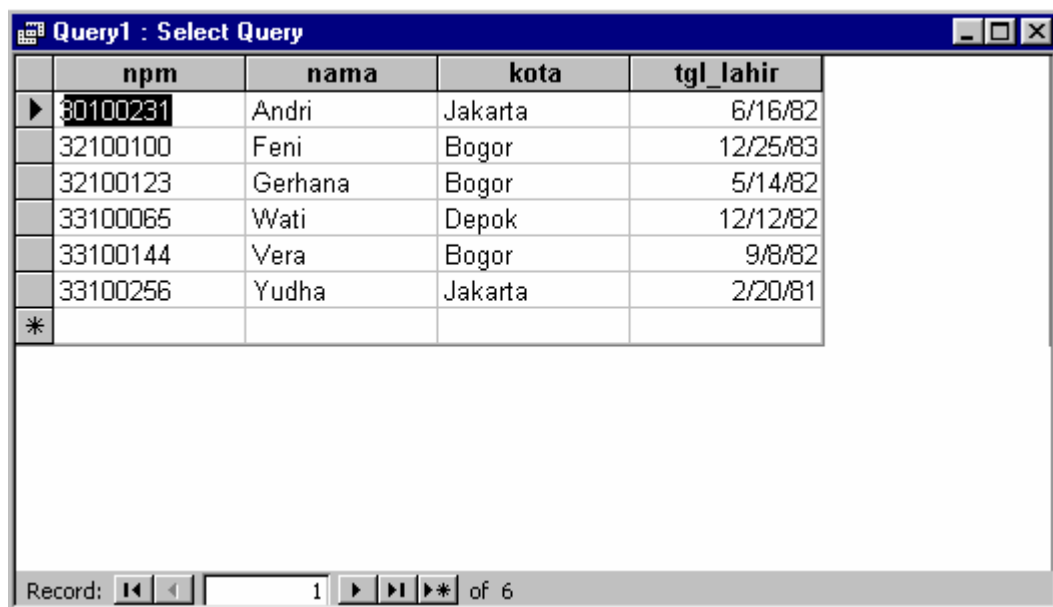 Query1 : Select Query
npm nama kota tgl_lahir
30100231 Andri Jakarta 6/16/82
32100100 Feni Bogor 12/25/83
32100123 Gerhana Bogor 5/14/82
33100065 Wati Depok 12/12/82
33100144 Vera Bogor 9/8/82
33100256 Yudha Jakarta 2/20/81
Record: 1 of 6